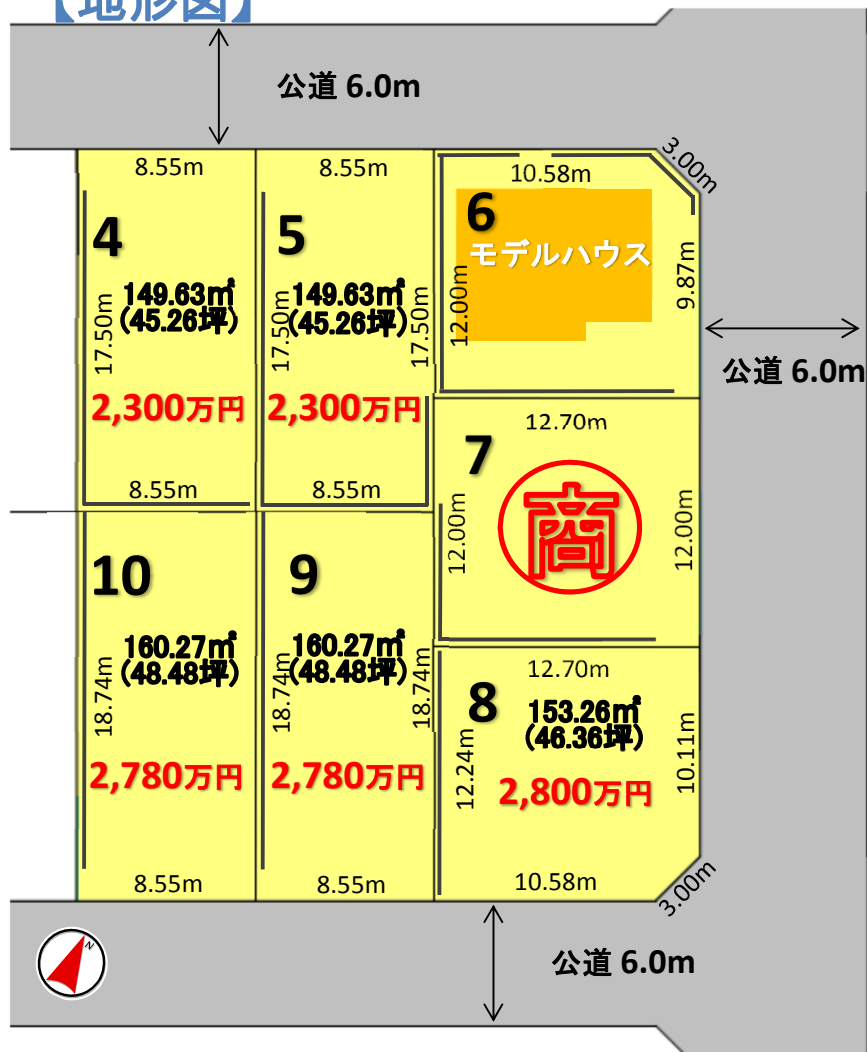 【地形図】
公道 6.0m
8.55m
8.55m
10.58m
3.00m
4
149.63㎡
(45.26坪)
17.50m
2,300万円
8.55m
5
149.63㎡
(45.26坪)
17.50m
17.50m
2,300万円
8.55m
6
モデルハウス
12.00m
9.87m
公道 6.0m
12.70m
7
商
12.00m
12.00m
10
160.27㎡
(48.48坪)
18.74m
2,780万円
8.55m
9
160.27㎡
(48.48坪)
18.74m
18.74m
2,780万円
8.55m
12.70m
8
153.26㎡
(46.36坪)
12.24m
10.11m
2,800万円
10.58m
3.00m
N
公道 6.0m